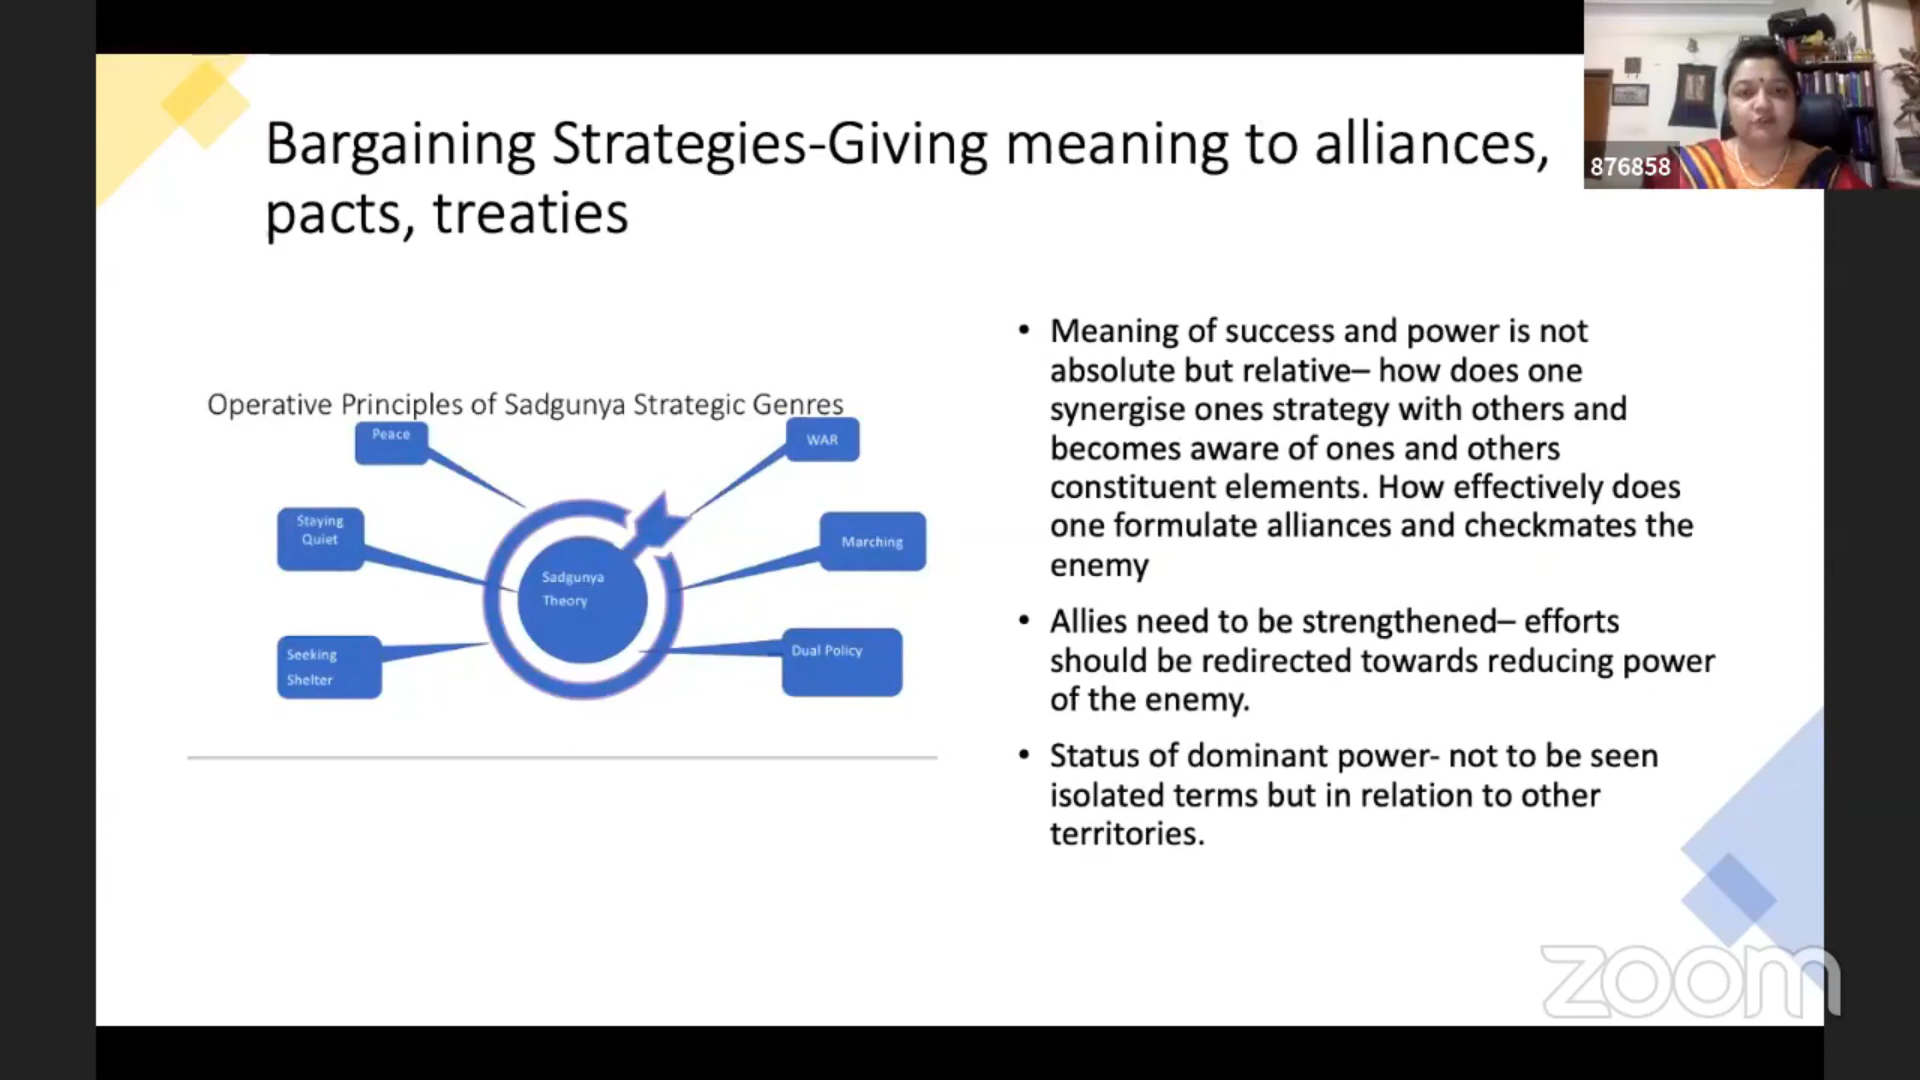 Bargaining Strategies-Giving meaning to alliances,
pacts, treaties
876858
Operative Principles of Sadgunya Strategic Genres
Peace
WAR
Staying
Quiet
Marching
Sadgunya
Theory
Seeking
Shelter
Dual Policy
• Meaning of success and power is not
absolute but relative– how does one
synergise ones strategy with others and
becomes aware of ones and others
constituent elements. How effectively does
one formulate alliances and checkmates the
enemy
• Allies need to be strengthened– efforts
should be redirected towards reducing power
of the enemy.
• Status of dominant power- not to be seen
isolated terms but in relation to other
territories.
zoom